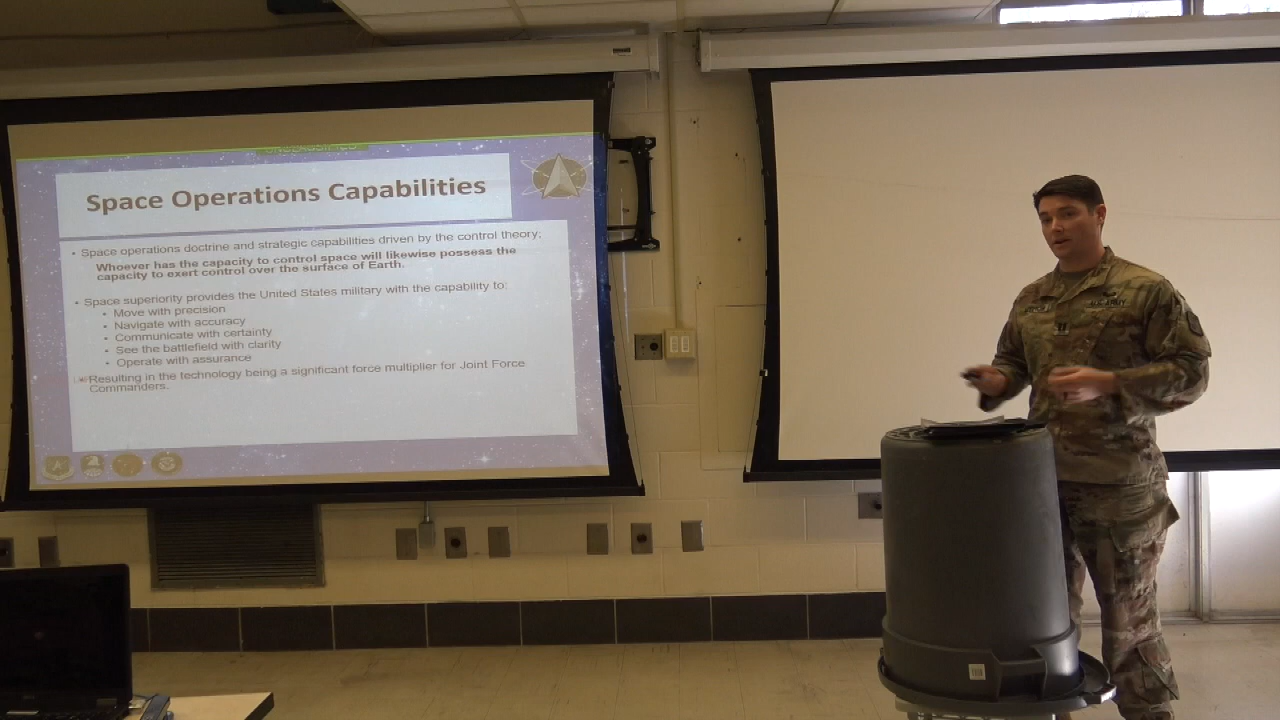 UNCLASSIFIED
Space Operations Capabilities
• Space operations doctrine and strategic capabilities driven by the control theory;
Whoever has the capacity to control space will likewise possess the
capacity to exert control over the surface of Earth.
• Space superiority provides the United States military with the capability to:
• Move with precision
• Navigate with accuracy
• Communicate with certainty
• See the battlefield with clarity
• Operate with assurance
Resulting in the technology being a significant force multiplier for Joint Force
Commanders.
U.S. ARMY